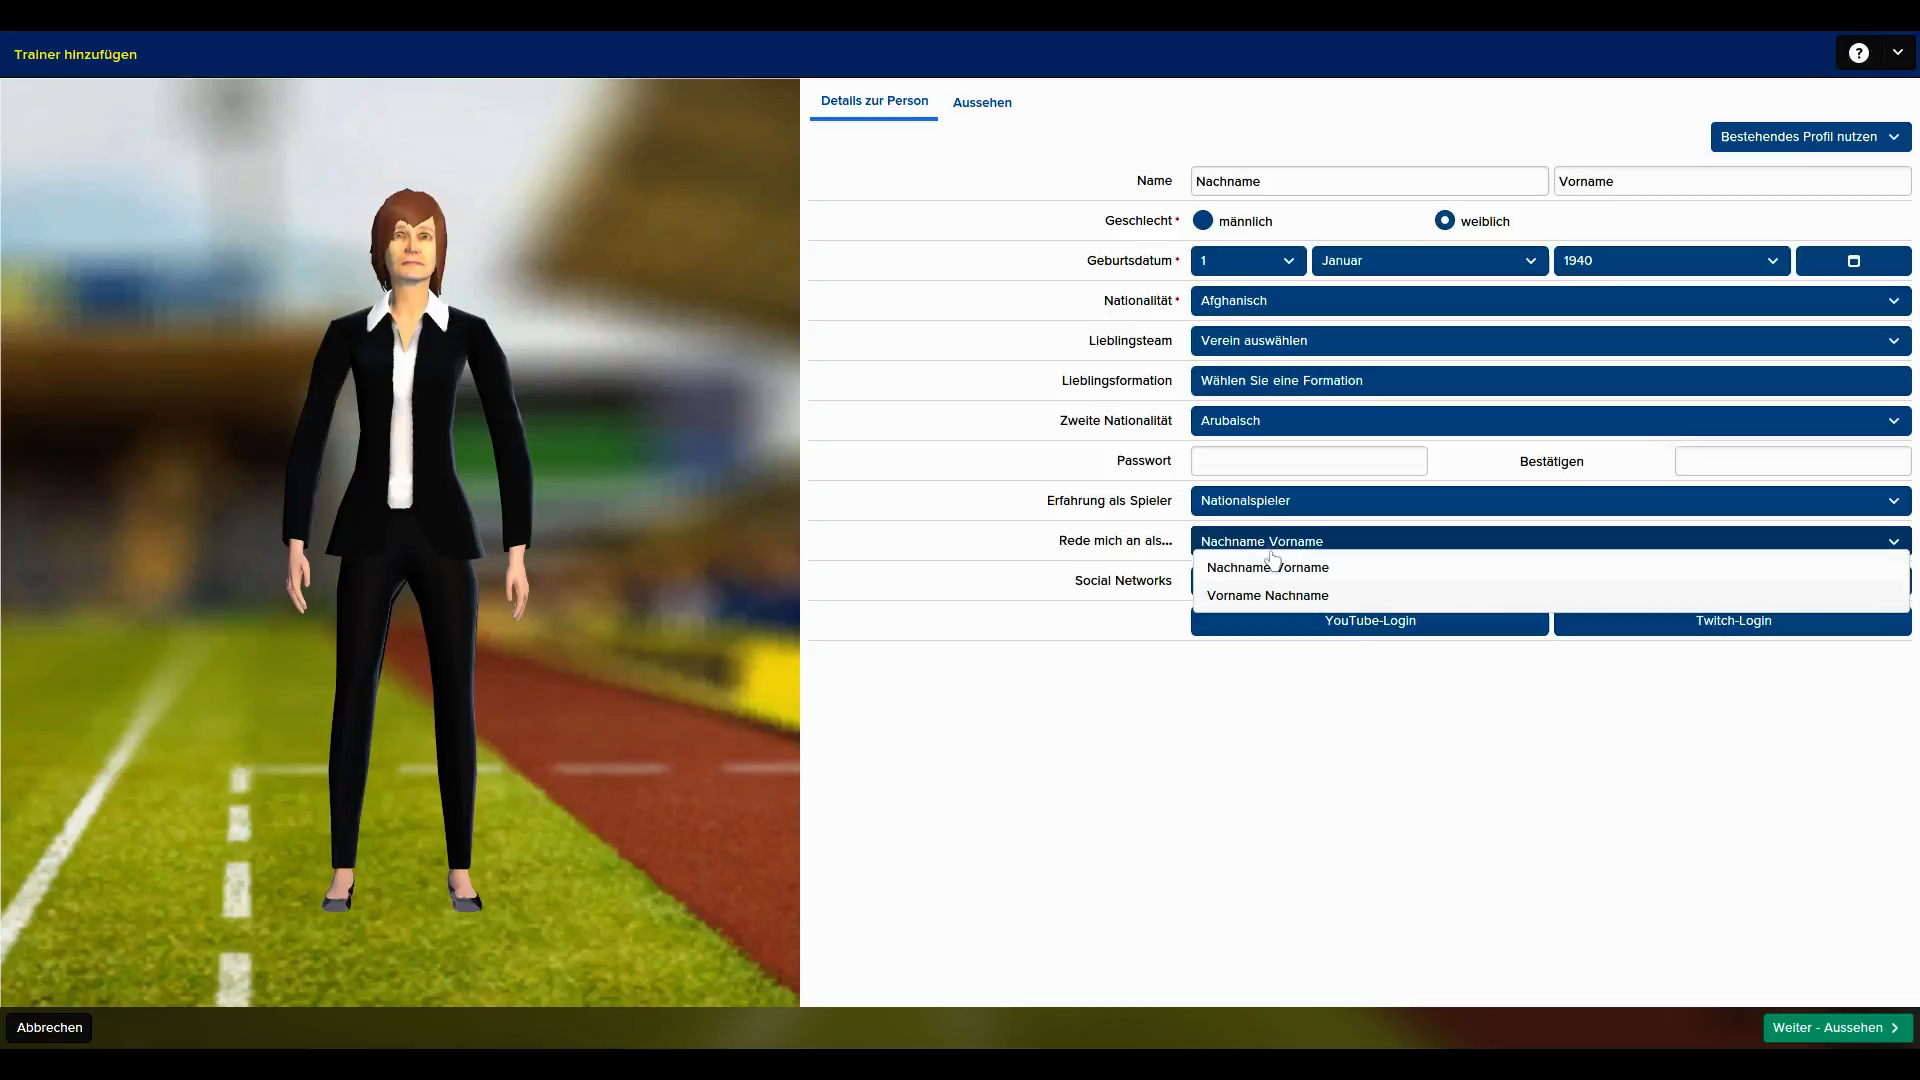 Trainer hinzufügen
?
Details zur Person
Aussehen
Bestehendes Profil nutzen
Name
Nachname
Vorname
Geschlecht *
männlich
weiblich
Geburtsdatum *
1
Januar
1940
Nationalität *
Afghanisch
Lieblingsteam
Verein auswählen
Lieblingsformation
Wählen Sie eine Formation
Zweite Nationalität
Arubaisch
Passwort
Bestätigen
Erfahrung als Spieler
Nationalspieler
Rede mich an als...
Nachname Vorname
Nachname Vorname
Social Networks
Vorname Nachname
YouTube-Login
Twitch-Login
Abbrechen
Weiter - Aussehen